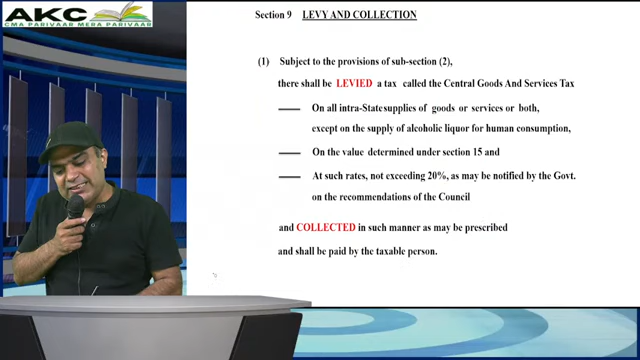 AKC
CMA PARIVAAR MERA PARIVAAR
Section 9 LEVY AND COLLECTION
(1) Subject to the provisions of sub-section (2),
there shall be LEVIED a tax called the Central Goods And Services Tax
On all intra-State supplies of goods or services or both,
except on the supply of alcoholic liquor for human consumption,
On the value determined under section 15 and
At such rates, not exceeding 20%, as may be notified by the Govt.
on the recommendations of the Council
and COLLECTED in such manner as may be prescribed
and shall be paid by the taxable person.